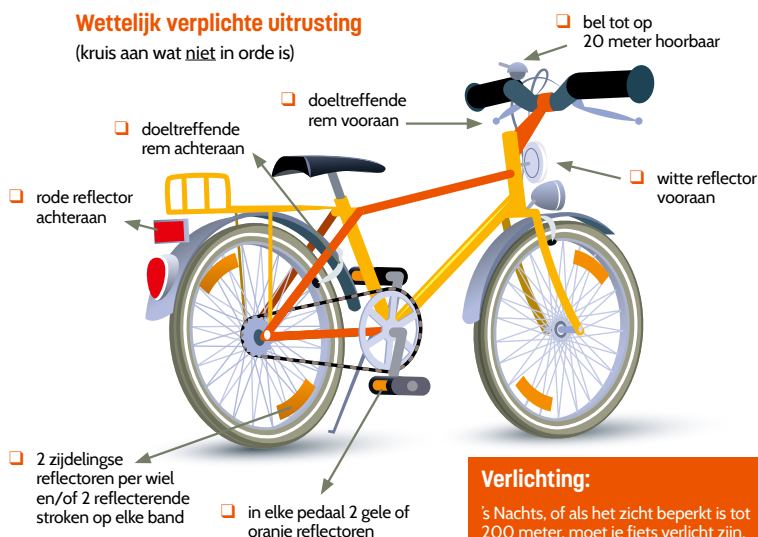 Wettelijk verplichte uitrusting
(kruis aan wat niet in orde is)
bel tot op
20 meter hoorbaar
doeltreffende
rem vooraan
doeltreffende
rem achteraan
witte reflector
vooraan
rode reflector
achteraan
2 zijdelingse
reflectoren per wiel
en/of 2 reflecterende
stroken op elke band
in elke pedaal 2 gele of
oranje reflectoren
Verlichting:
's Nachts, of als het zicht beperkt is tot
200 meter, moet je fiets verlicht zijn.